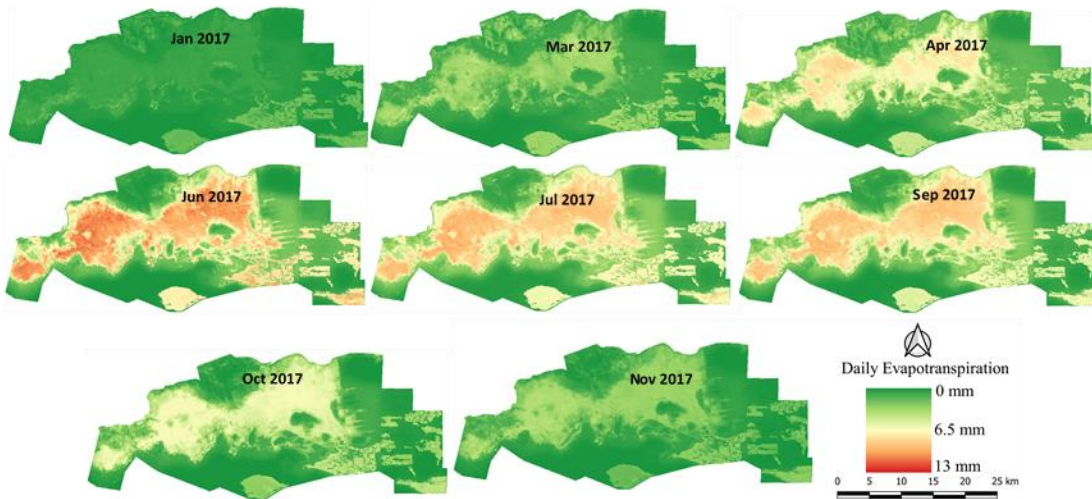 Jan 2017
Mar 2017
Apr 2017
Jun 2017
Jul 2017
Sep 2017
Oct 2017
Nov 2017
Daily Evapotranspiration
0 mm
6.5 mm
13 mm
0 5 10 15 20 25 km